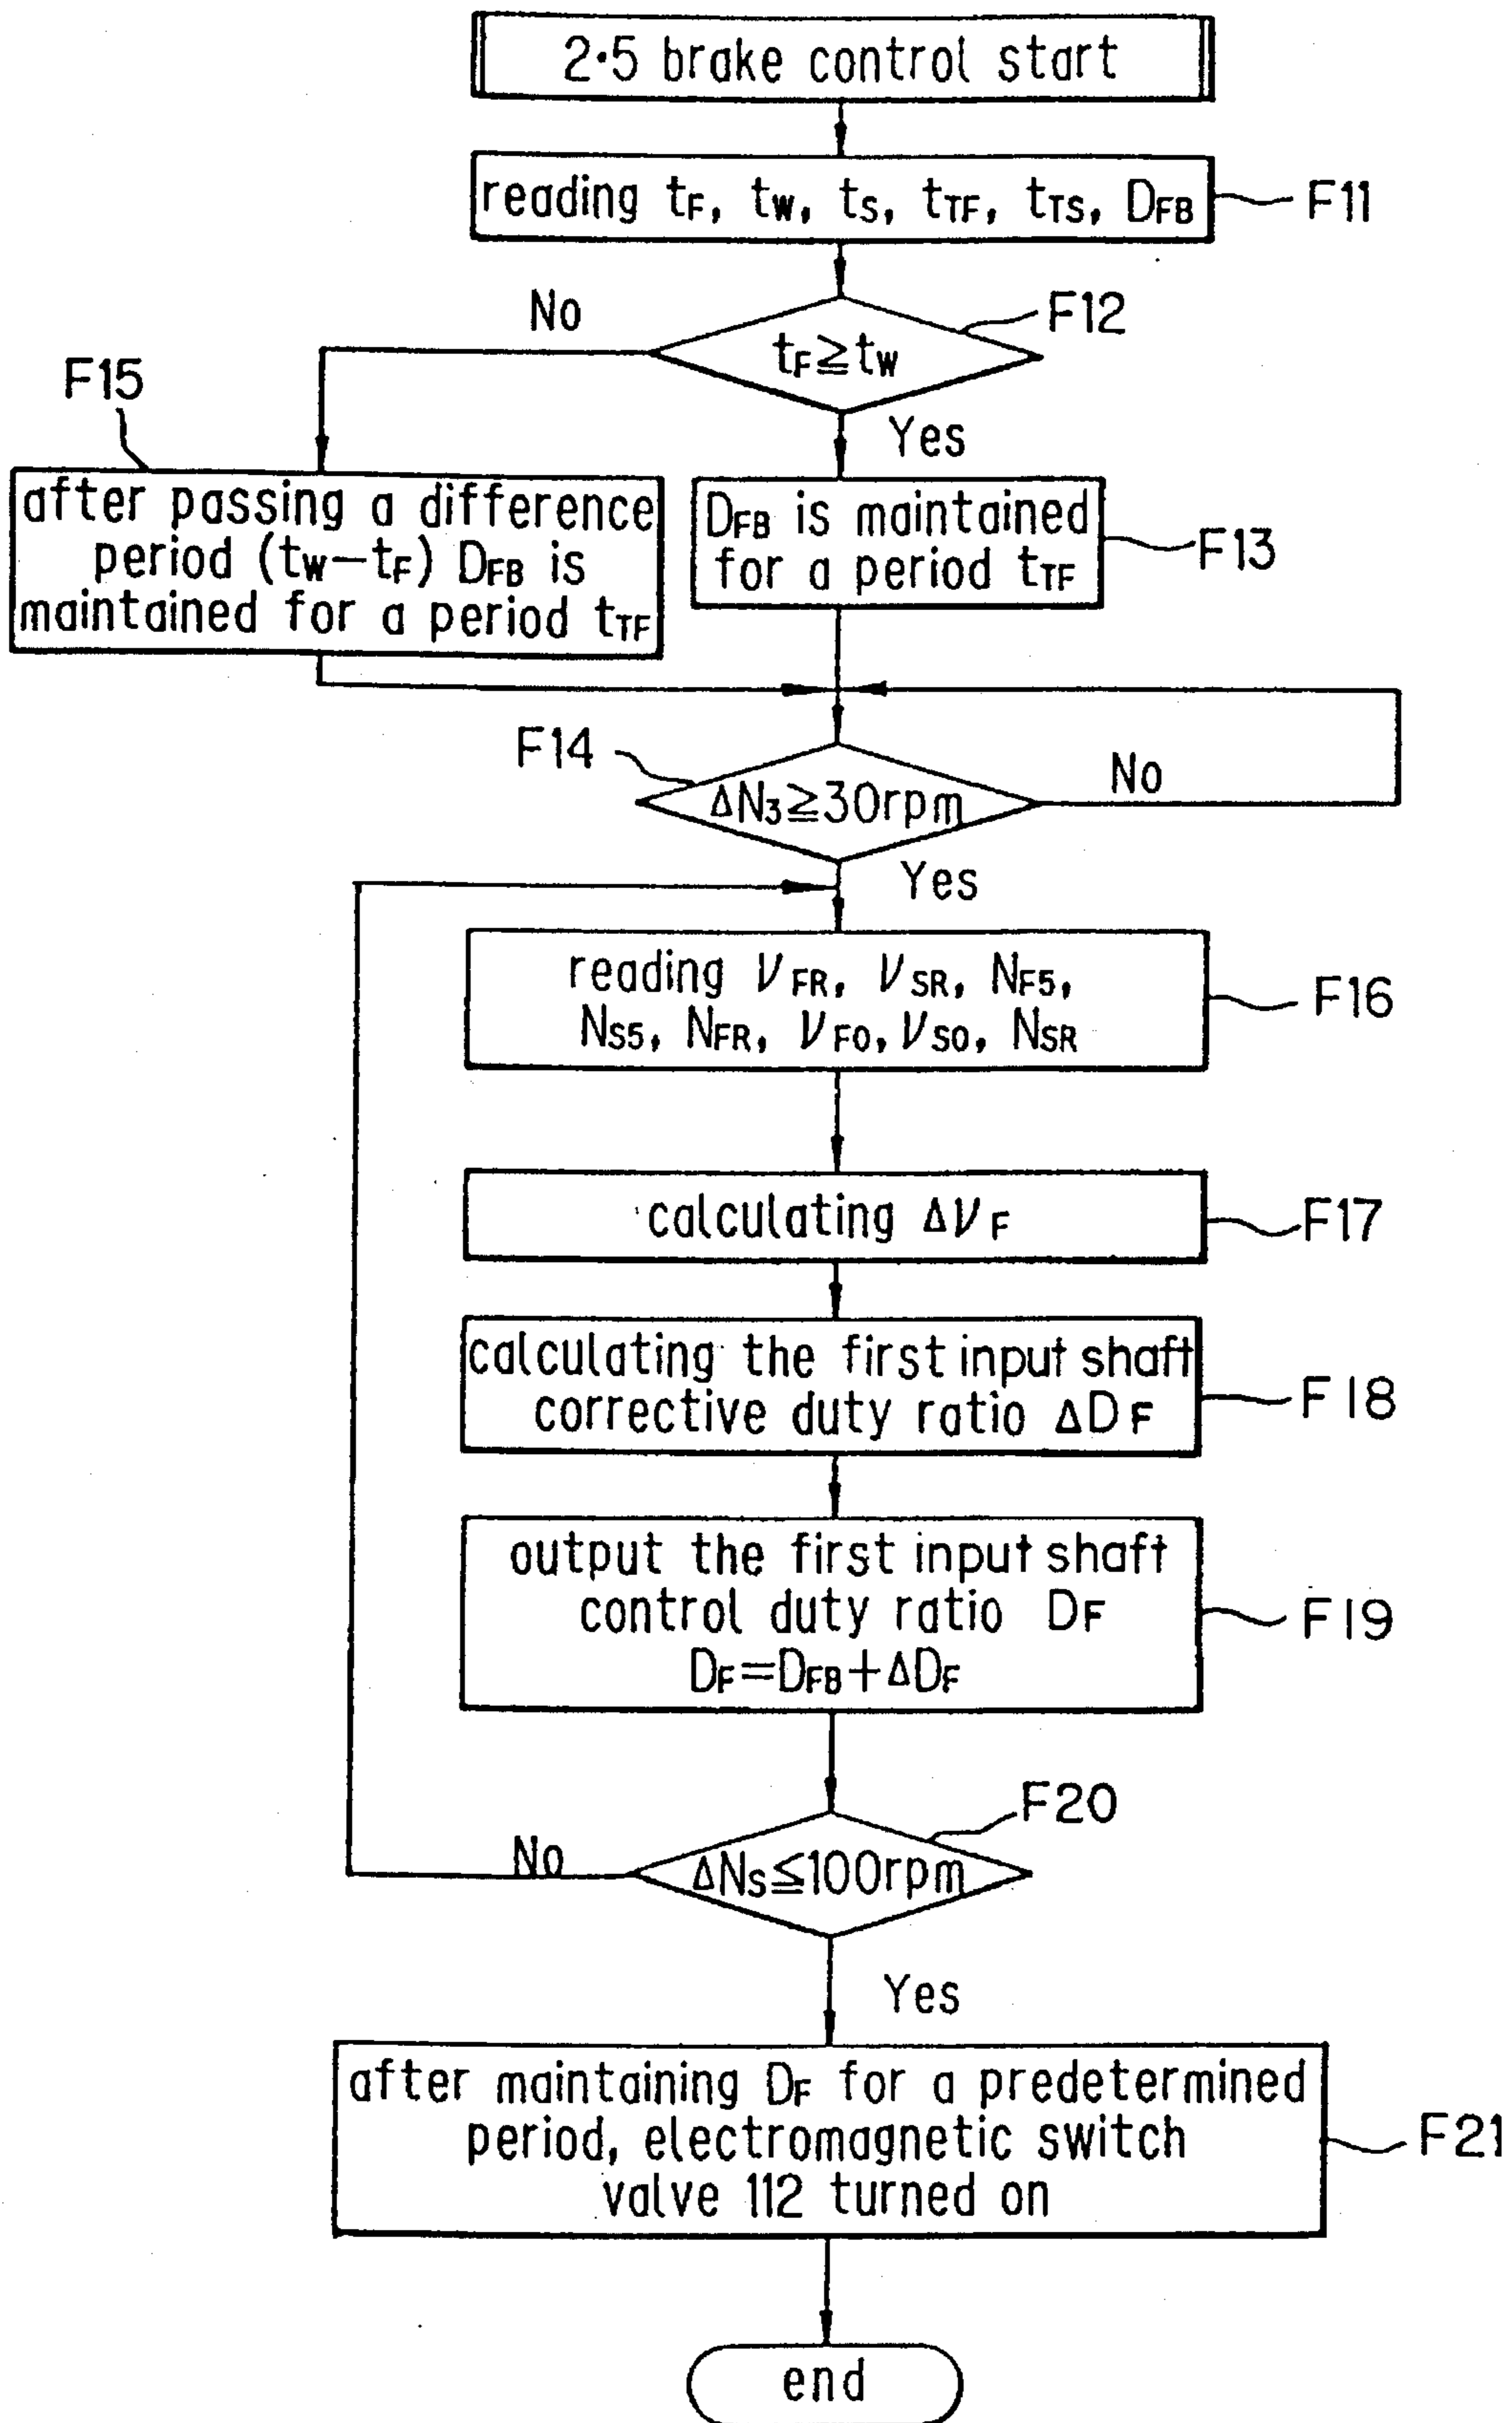 2·5 brake control start
reading tF, tW, tS, tTF, tTS, DFB
F11
No
F12
tF≧tW
F15
Yes
after passing a difference
period (tW−tF) DFB is
maintained for a period tTF
DFB is maintained
for a period tTF
F13
F14
No
ΔN3≧30rpm
Yes
reading νFR, νSR, NF5,
NS5, NFR, νFO, νSO, NSR
F16
calculating ΔνF
F17
calculating the first input shaft
corrective duty ratio ΔDF
F18
output the first input shaft
control duty ratio DF
DF=DFB+ΔDF
F19
F20
No
ΔNS≦100rpm
Yes
after maintaining DF for a predetermined
period, electromagnetic switch
valve 112 turned on
F21
end